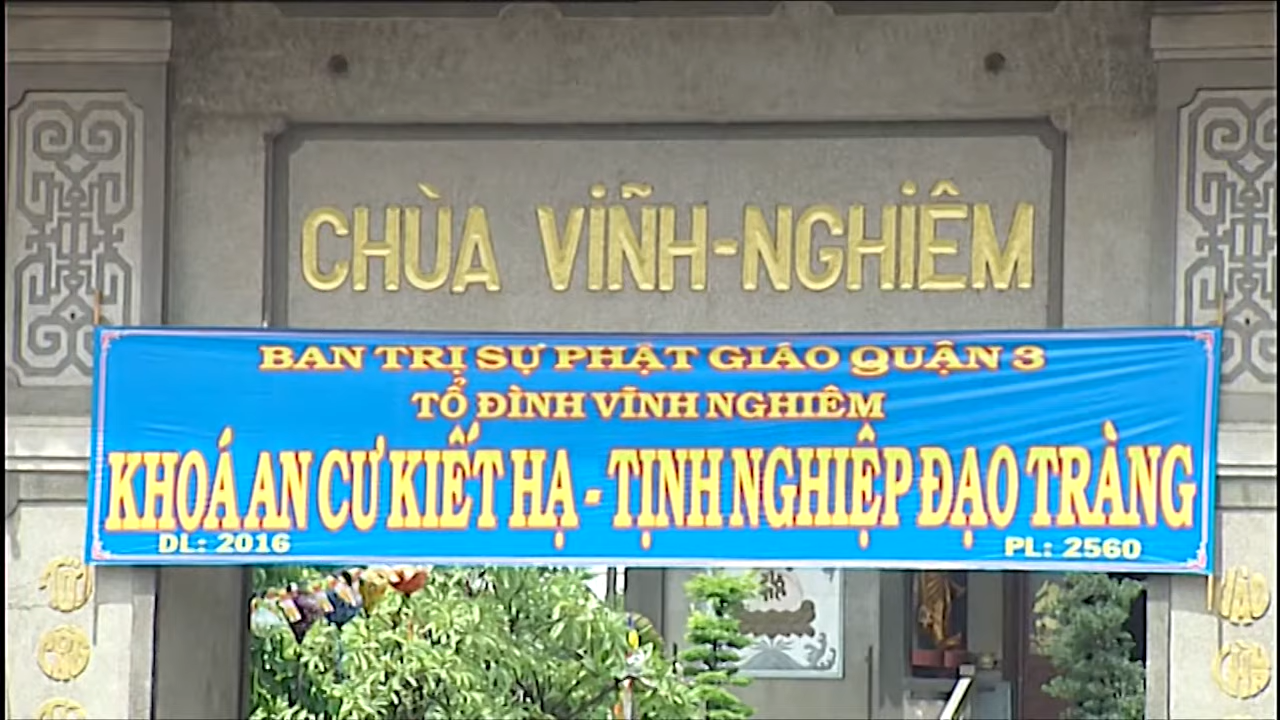 CHÙA VĨNH-NGHIÊM
BAN TRỊ SỰ PHẬT GIÁO QUẬN 3
TỔ ĐÌNH VĨNH NGHIÊM
KHOÁ AN CƯ KIẾT HẠ - TỊNH NGHIỆP ĐẠO TRÀNG
DL: 2016
PL: 2560